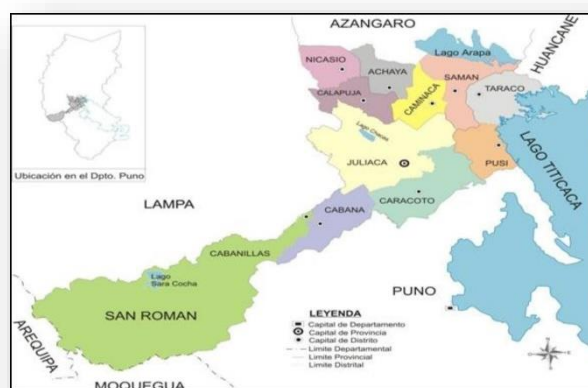 AZANGARO
HUANCANE
NICASIO
Lago Arapa
ACHAYA
SAMAN
CALAPUJA
CAMINACA
TARACO
Lago Chacas
LAGO TITICACA
JULIACA
PUSI
Ubicación en el Dpto. Puno
LAMPA
CARACOTO
CABANA
CABANILLAS
Lago
Sara Cocha
PUNO
SAN ROMAN
LEYENDA
Capital de Departamento
Capital de Provincia
Capital de Distrito
Limite Departamental
Limite Provincial
Limite Distrital
AREQUIPA
MOQUEGUA